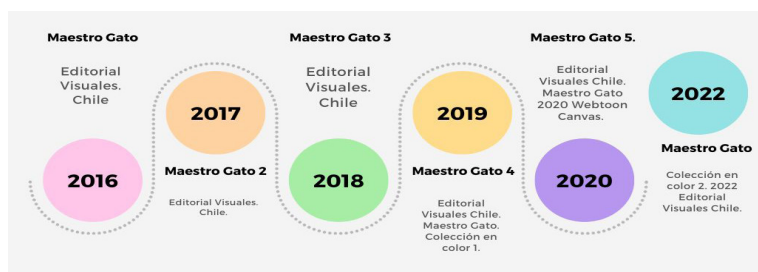 Maestro Gato
Editorial
Visuales.
Chile
2016
2017
Maestro Gato 2
Editorial Visuales.
Chile.
Maestro Gato 3
Editorial
Visuales.
Chile
2018
2019
Maestro Gato 4
Editorial
Visuales Chile.
Maestro Gato.
Colección en
color 1.
Maestro Gato 5.
Editorial
Visuales Chile.
Maestro Gato
2020 Webtoon
Canvas.
2020
2022
Maestro Gato
Colección en
color 2. 2022
Editorial
Visuales Chile.